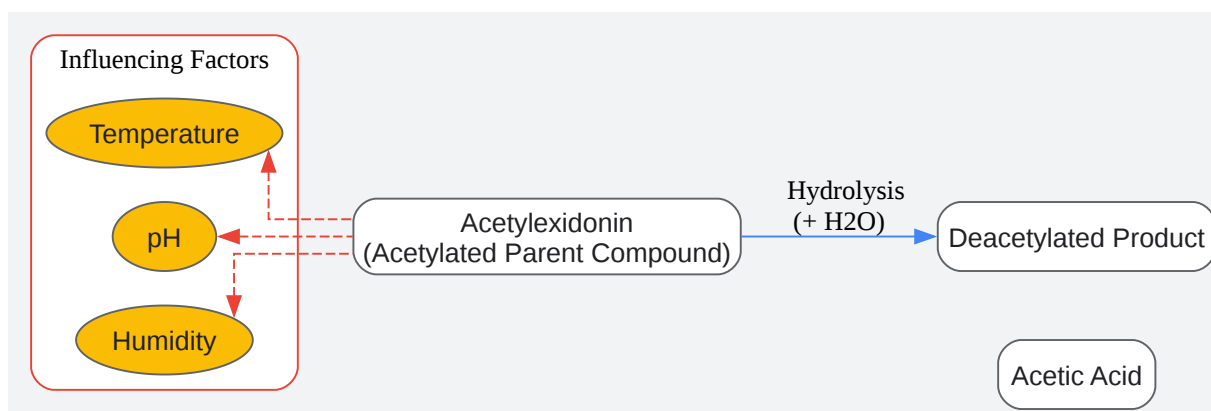 Influencing Factors
Temperature
pH
Humidity
Acetylexidonin
(Acetylated Parent Compound)
Hydrolysis
(+ H2O)
Deacetylated Product
Acetic Acid